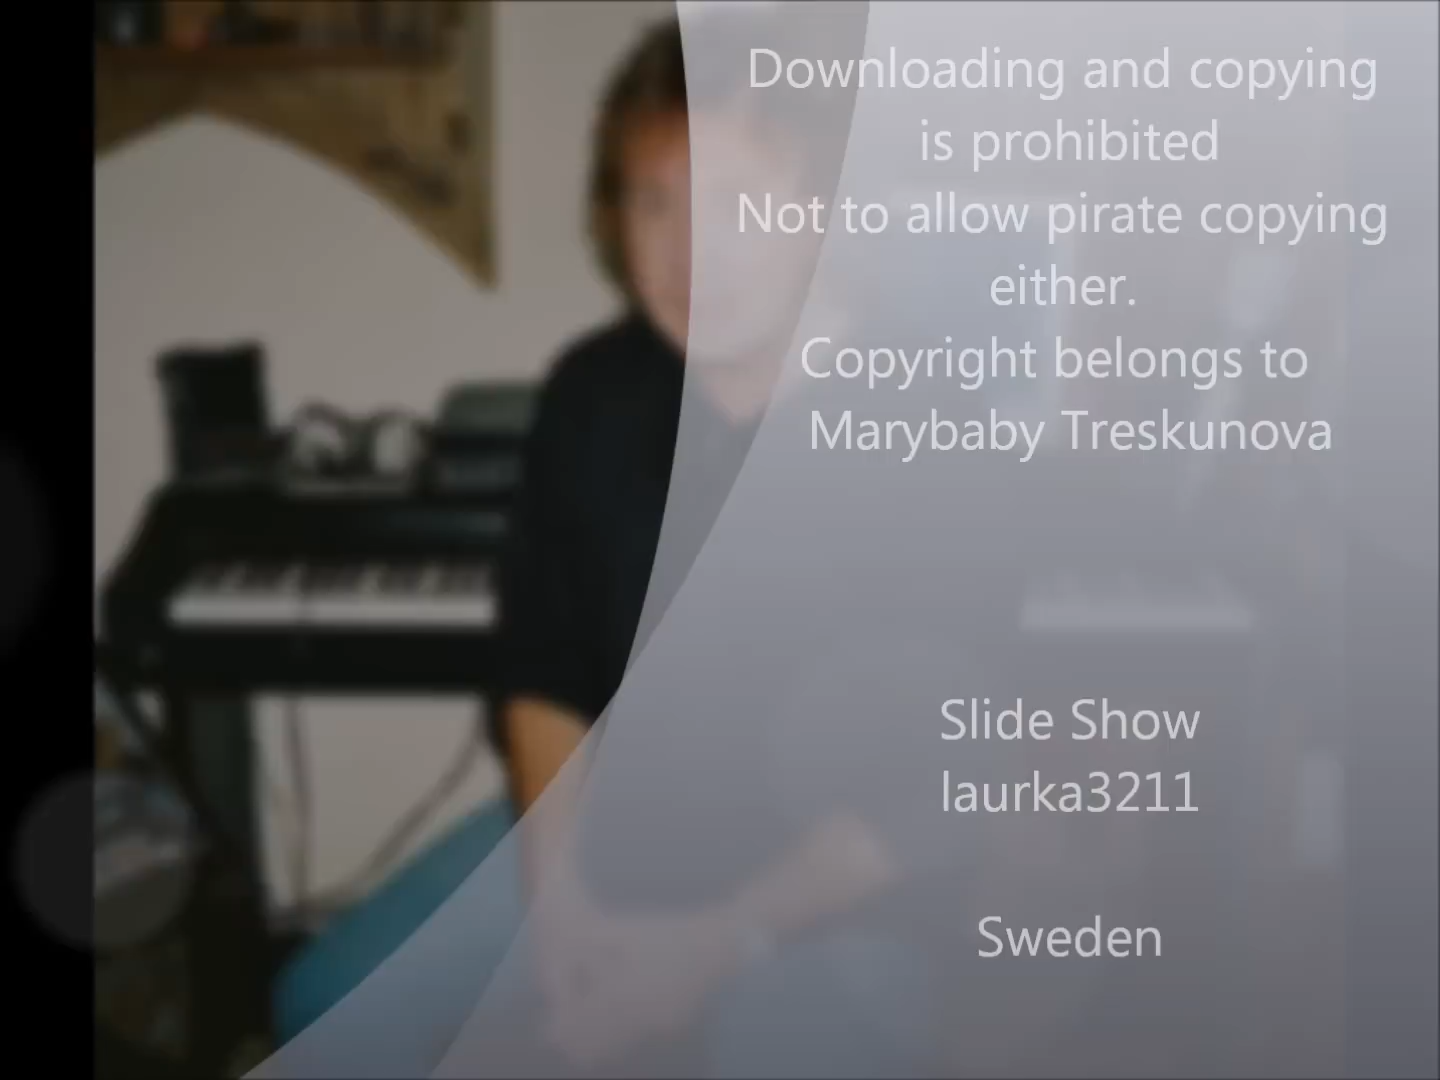 Downloading and copying
is prohibited
Not to allow pirate copying
either.
Copyright belongs to
Marybaby Treskunova
Slide Show
laurka3211
Sweden